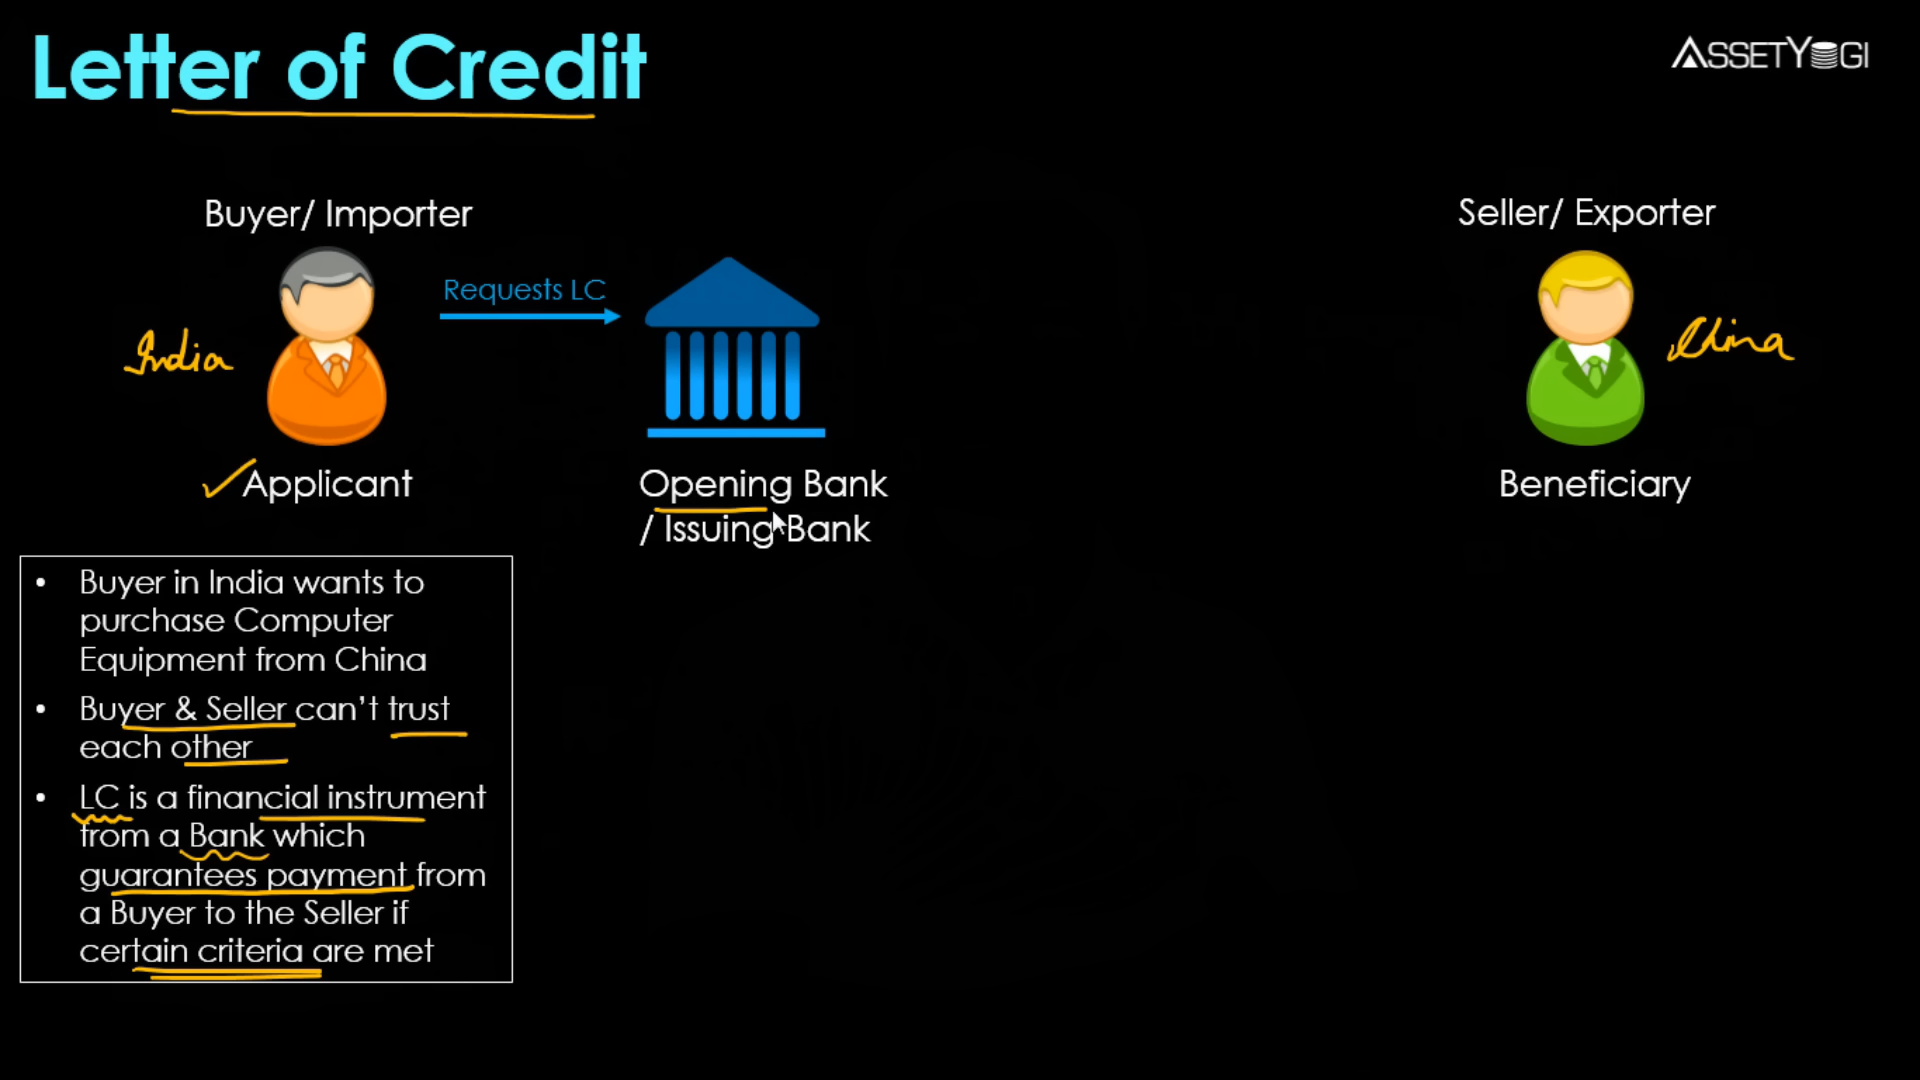 Letter of Credit
ASSETYOGI
Buyer/ Importer
Seller/ Exporter
Requests LC
India
China
Applicant
Opening Bank
/ Issuing Bank
Beneficiary
• Buyer in India wants to
purchase Computer
Equipment from China
• Buyer & Seller can't trust
each other
• LC is a financial instrument
from a Bank which
guarantees payment from
a Buyer to the Seller if
certain criteria are met